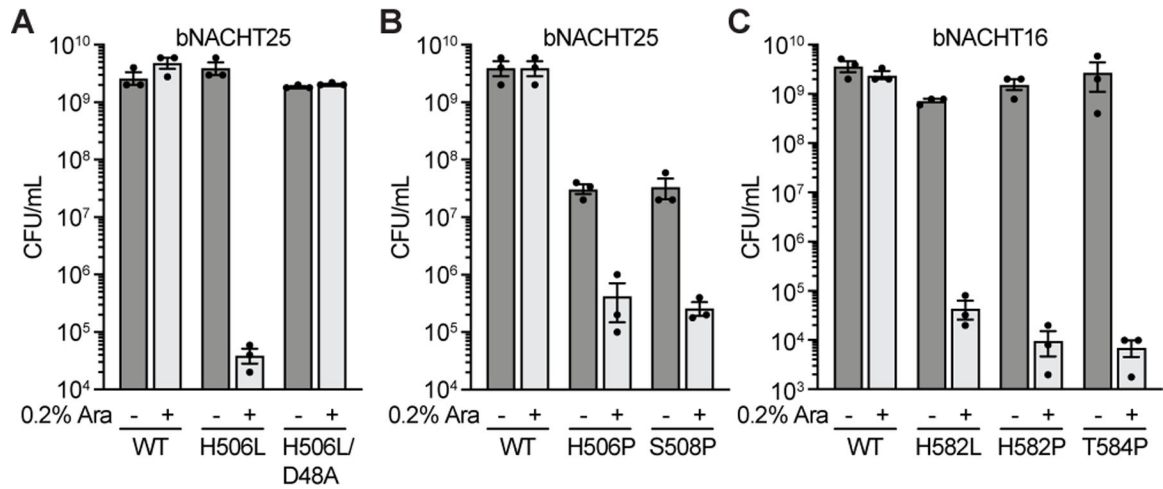 A
bNACHT25
CFU/mL
10^10
10^9
10^8
10^7
10^6
10^5
10^4
0.2% Ara - + - + - +
WT H506L H506L/
D48A
B
bNACHT25
CFU/mL
10^10
10^9
10^8
10^7
10^6
10^5
10^4
0.2% Ara - + - + - +
WT H506P S508P
C
bNACHT16
CFU/mL
10^10
10^9
10^8
10^7
10^6
10^5
10^4
10^3
0.2% Ara - + - + - + - +
WT H582L H582P T584P